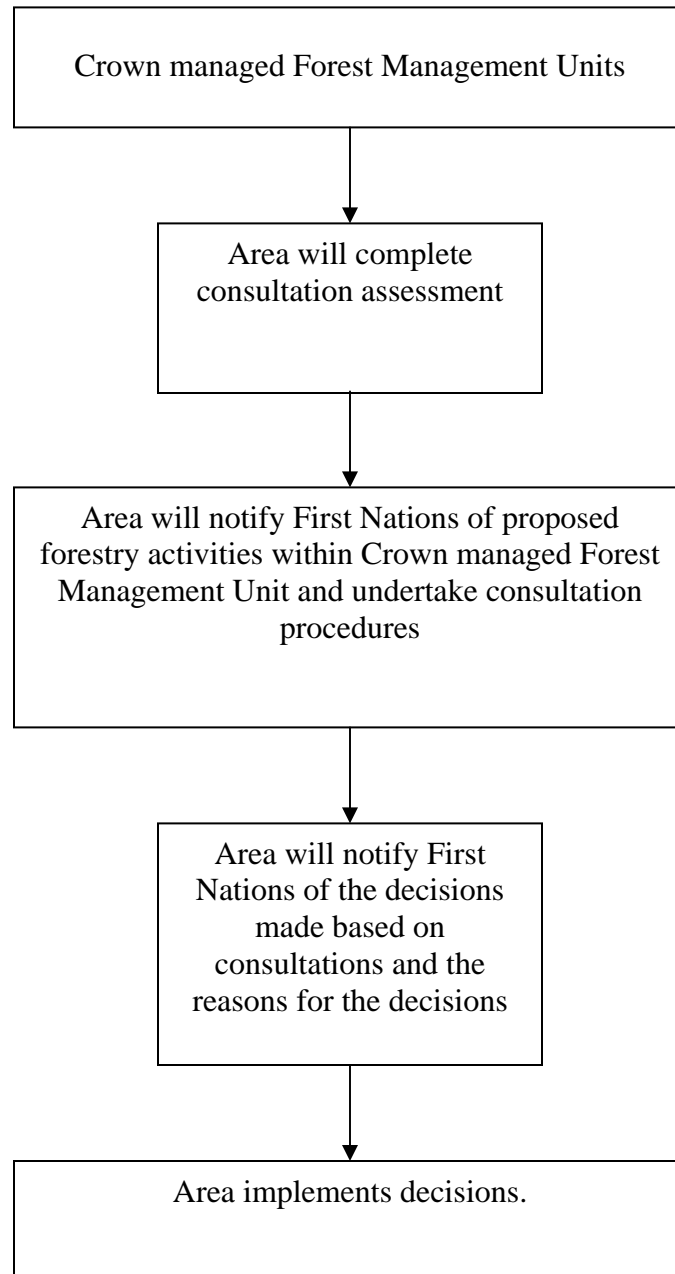 Crown managed Forest Management Units
Area will complete
consultation assessment
Area will notify First Nations of proposed
forestry activities within Crown managed Forest
Management Unit and undertake consultation
procedures
Area will notify First
Nations of the decisions
made based on
consultations and the
reasons for the decisions
Area implements decisions.